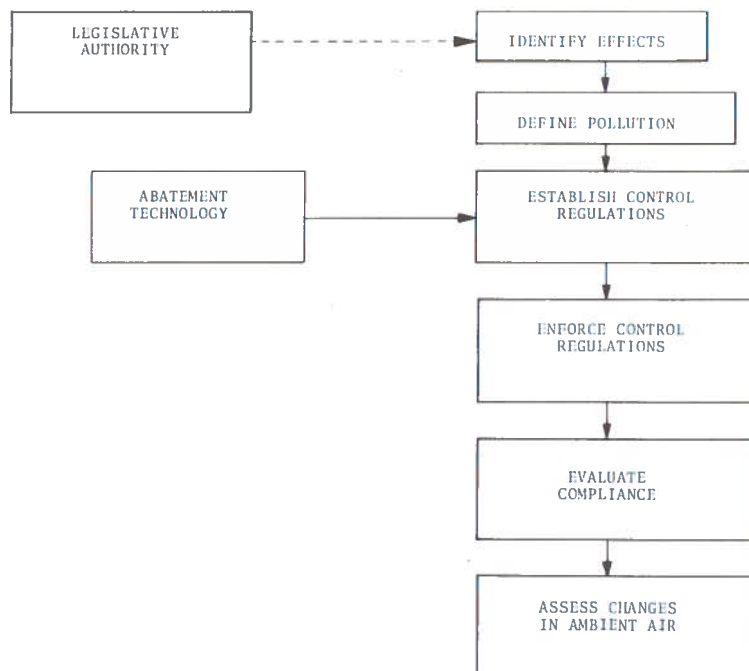 LEGISLATIVE
AUTHORITY
IDENTIFY EFFECTS
DEFINE POLLUTION
ABATEMENT
TECHNOLOGY
ESTABLISH CONTROL
REGULATIONS
ENFORCE CONTROL
REGULATIONS
EVALUATE
COMPLIANCE
ASSESS CHANGES
IN AMBIENT AIR